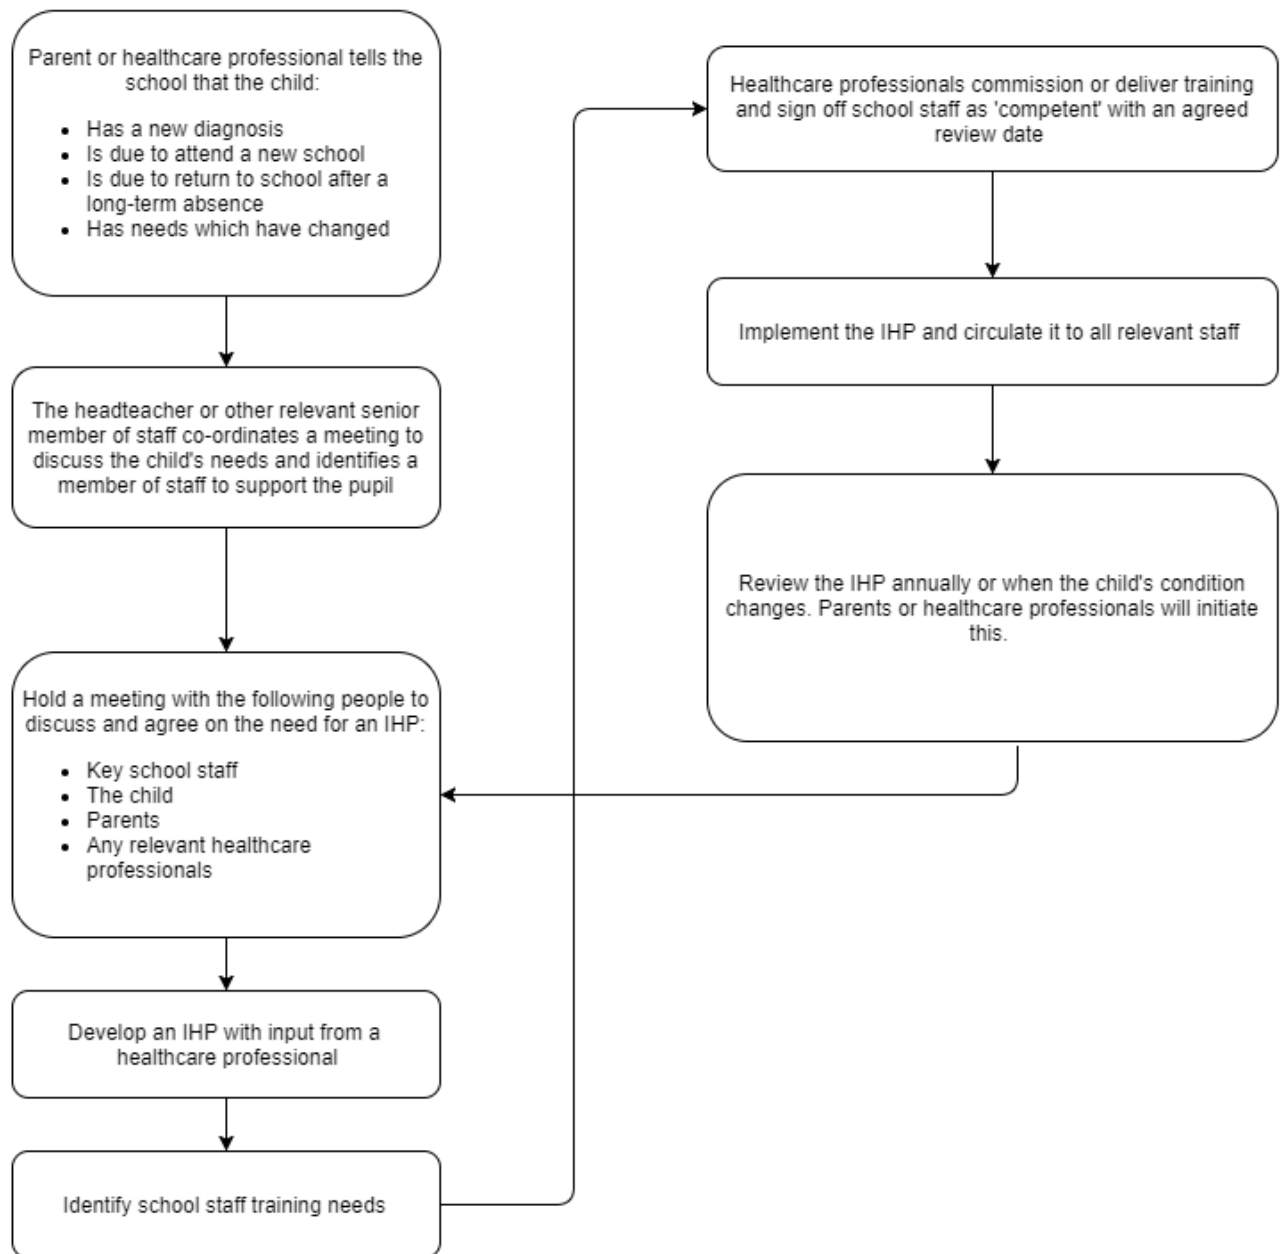 Parent or healthcare professional tells the
school that the child:
• Has a new diagnosis
• Is due to attend a new school
• Is due to return to school after a
long-term absence
• Has needs which have changed
The headteacher or other relevant senior
member of staff co-ordinates a meeting to
discuss the child's needs and identifies a
member of staff to support the pupil
Hold a meeting with the following people to
discuss and agree on the need for an IHP:
• Key school staff
• The child
• Parents
• Any relevant healthcare
professionals
Develop an IHP with input from a
healthcare professional
Identify school staff training needs
Healthcare professionals commission or deliver training
and sign off school staff as 'competent' with an agreed
review date
Implement the IHP and circulate it to all relevant staff
Review the IHP annually or when the child's condition
changes. Parents or healthcare professionals will initiate
this.